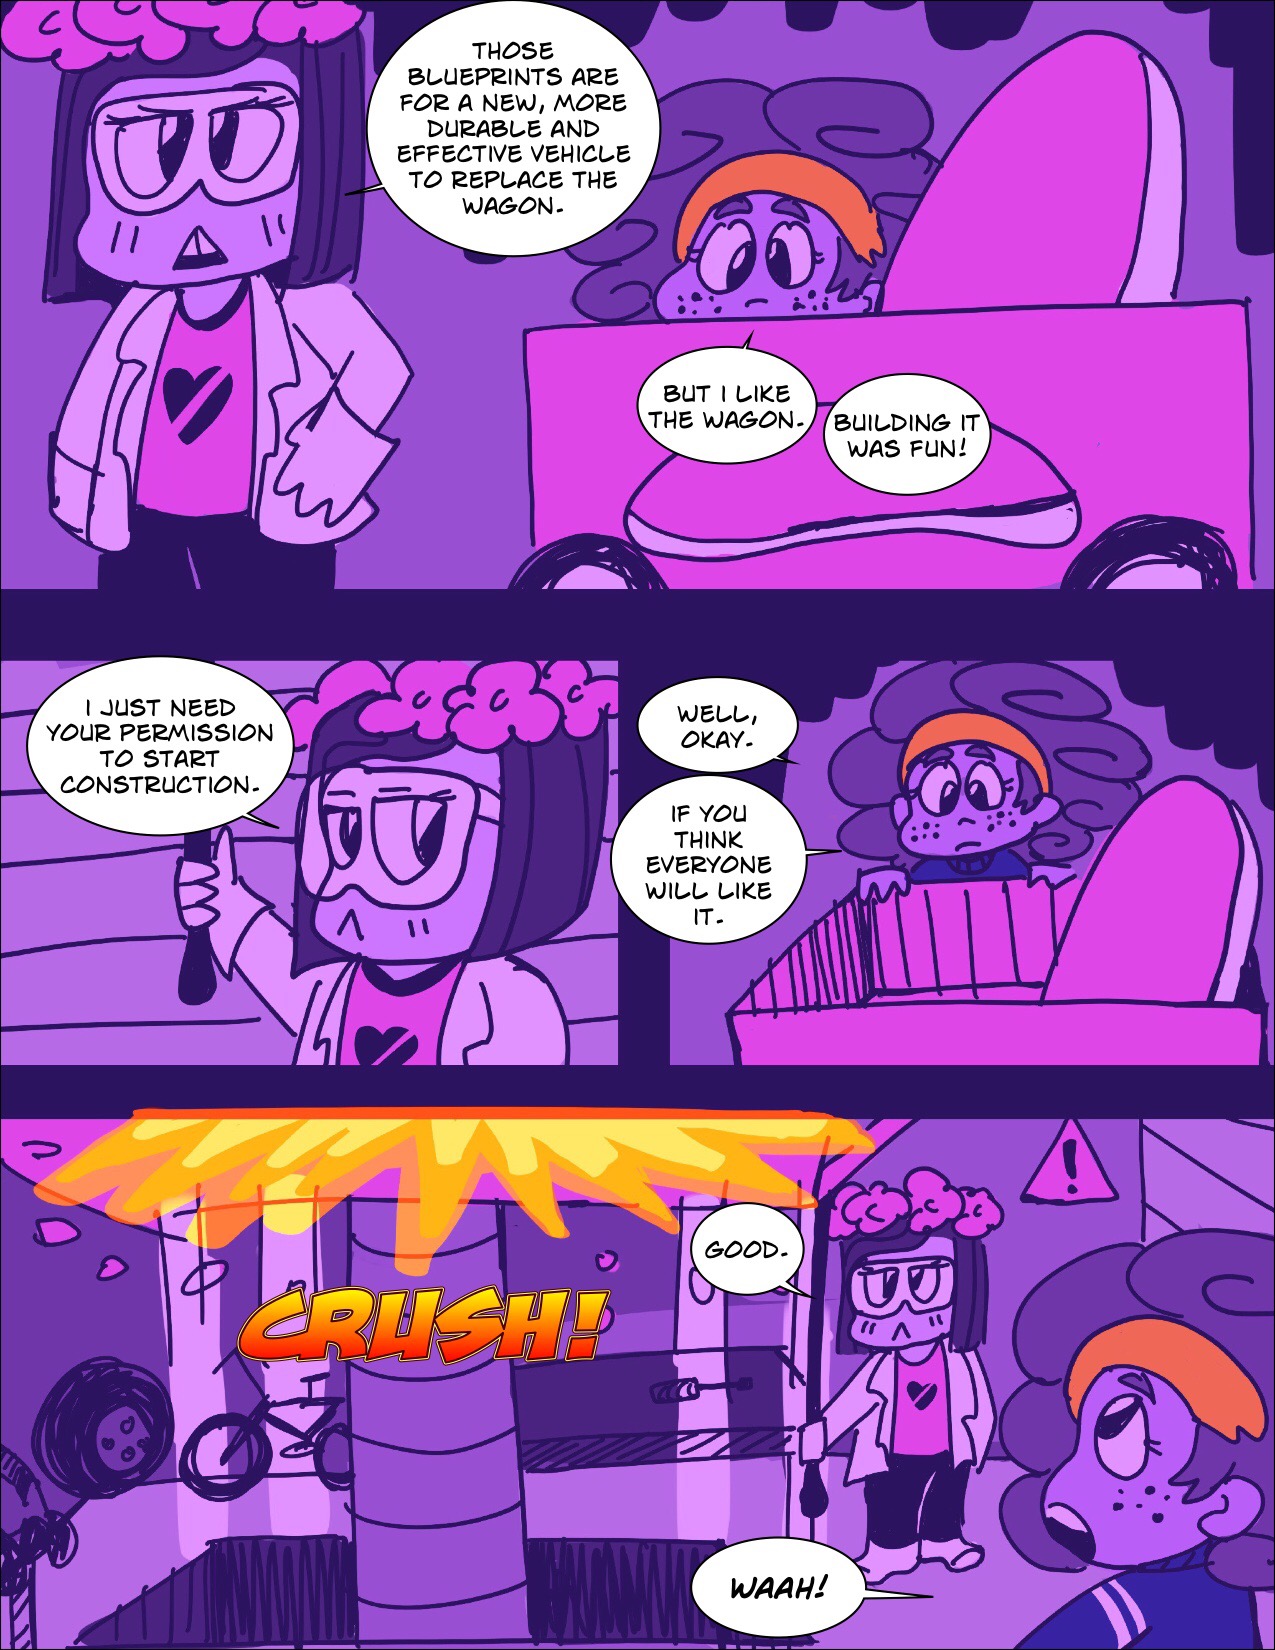 THOSE
BLUEPRINTS ARE
FOR A NEW, MORE
DURABLE AND
EFFECTIVE VEHICLE
TO REPLACE THE
WAGON.
BUT I LIKE
THE WAGON.
BUILDING IT
WAS FUN!
I JUST NEED
YOUR PERMISSION
TO START
CONSTRUCTION.
WELL,
OKAY.
IF YOU
THINK
EVERYONE
WILL LIKE
IT.
!
GOOD.
CRUSH!
WAAH!